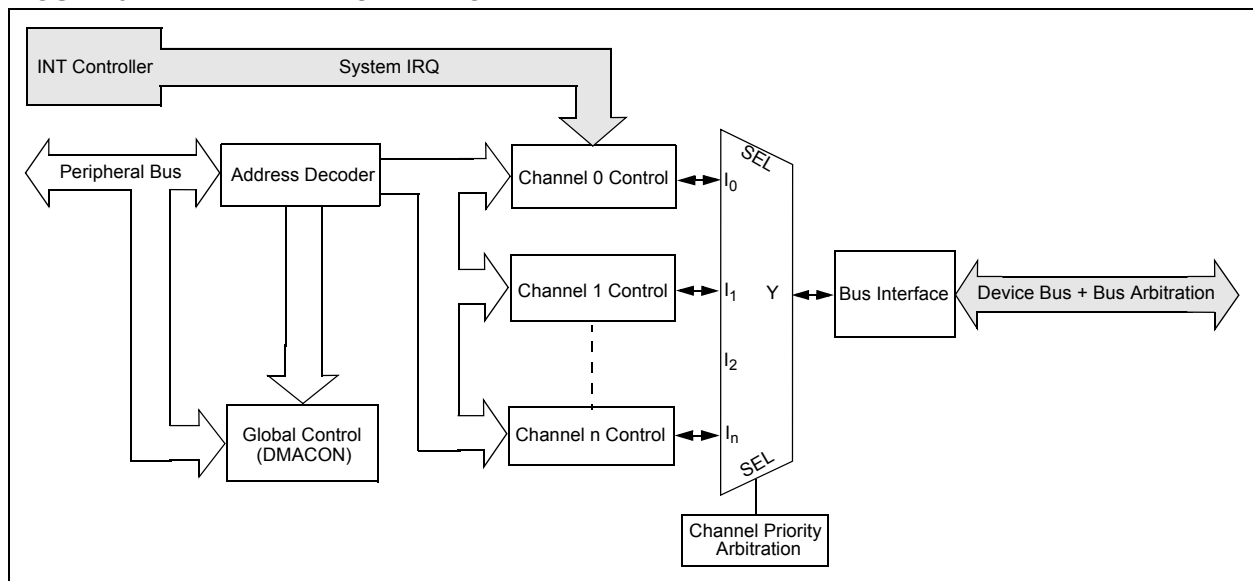 INT Controller
System IRQ
Peripheral Bus
Address Decoder
Channel 0 Control
SEL
I0
Channel 1 Control
I1
Y
Bus Interface
Device Bus + Bus Arbitration
I2
Global Control
(DMACON)
Channel n Control
In
SEL
Channel Priority
Arbitration